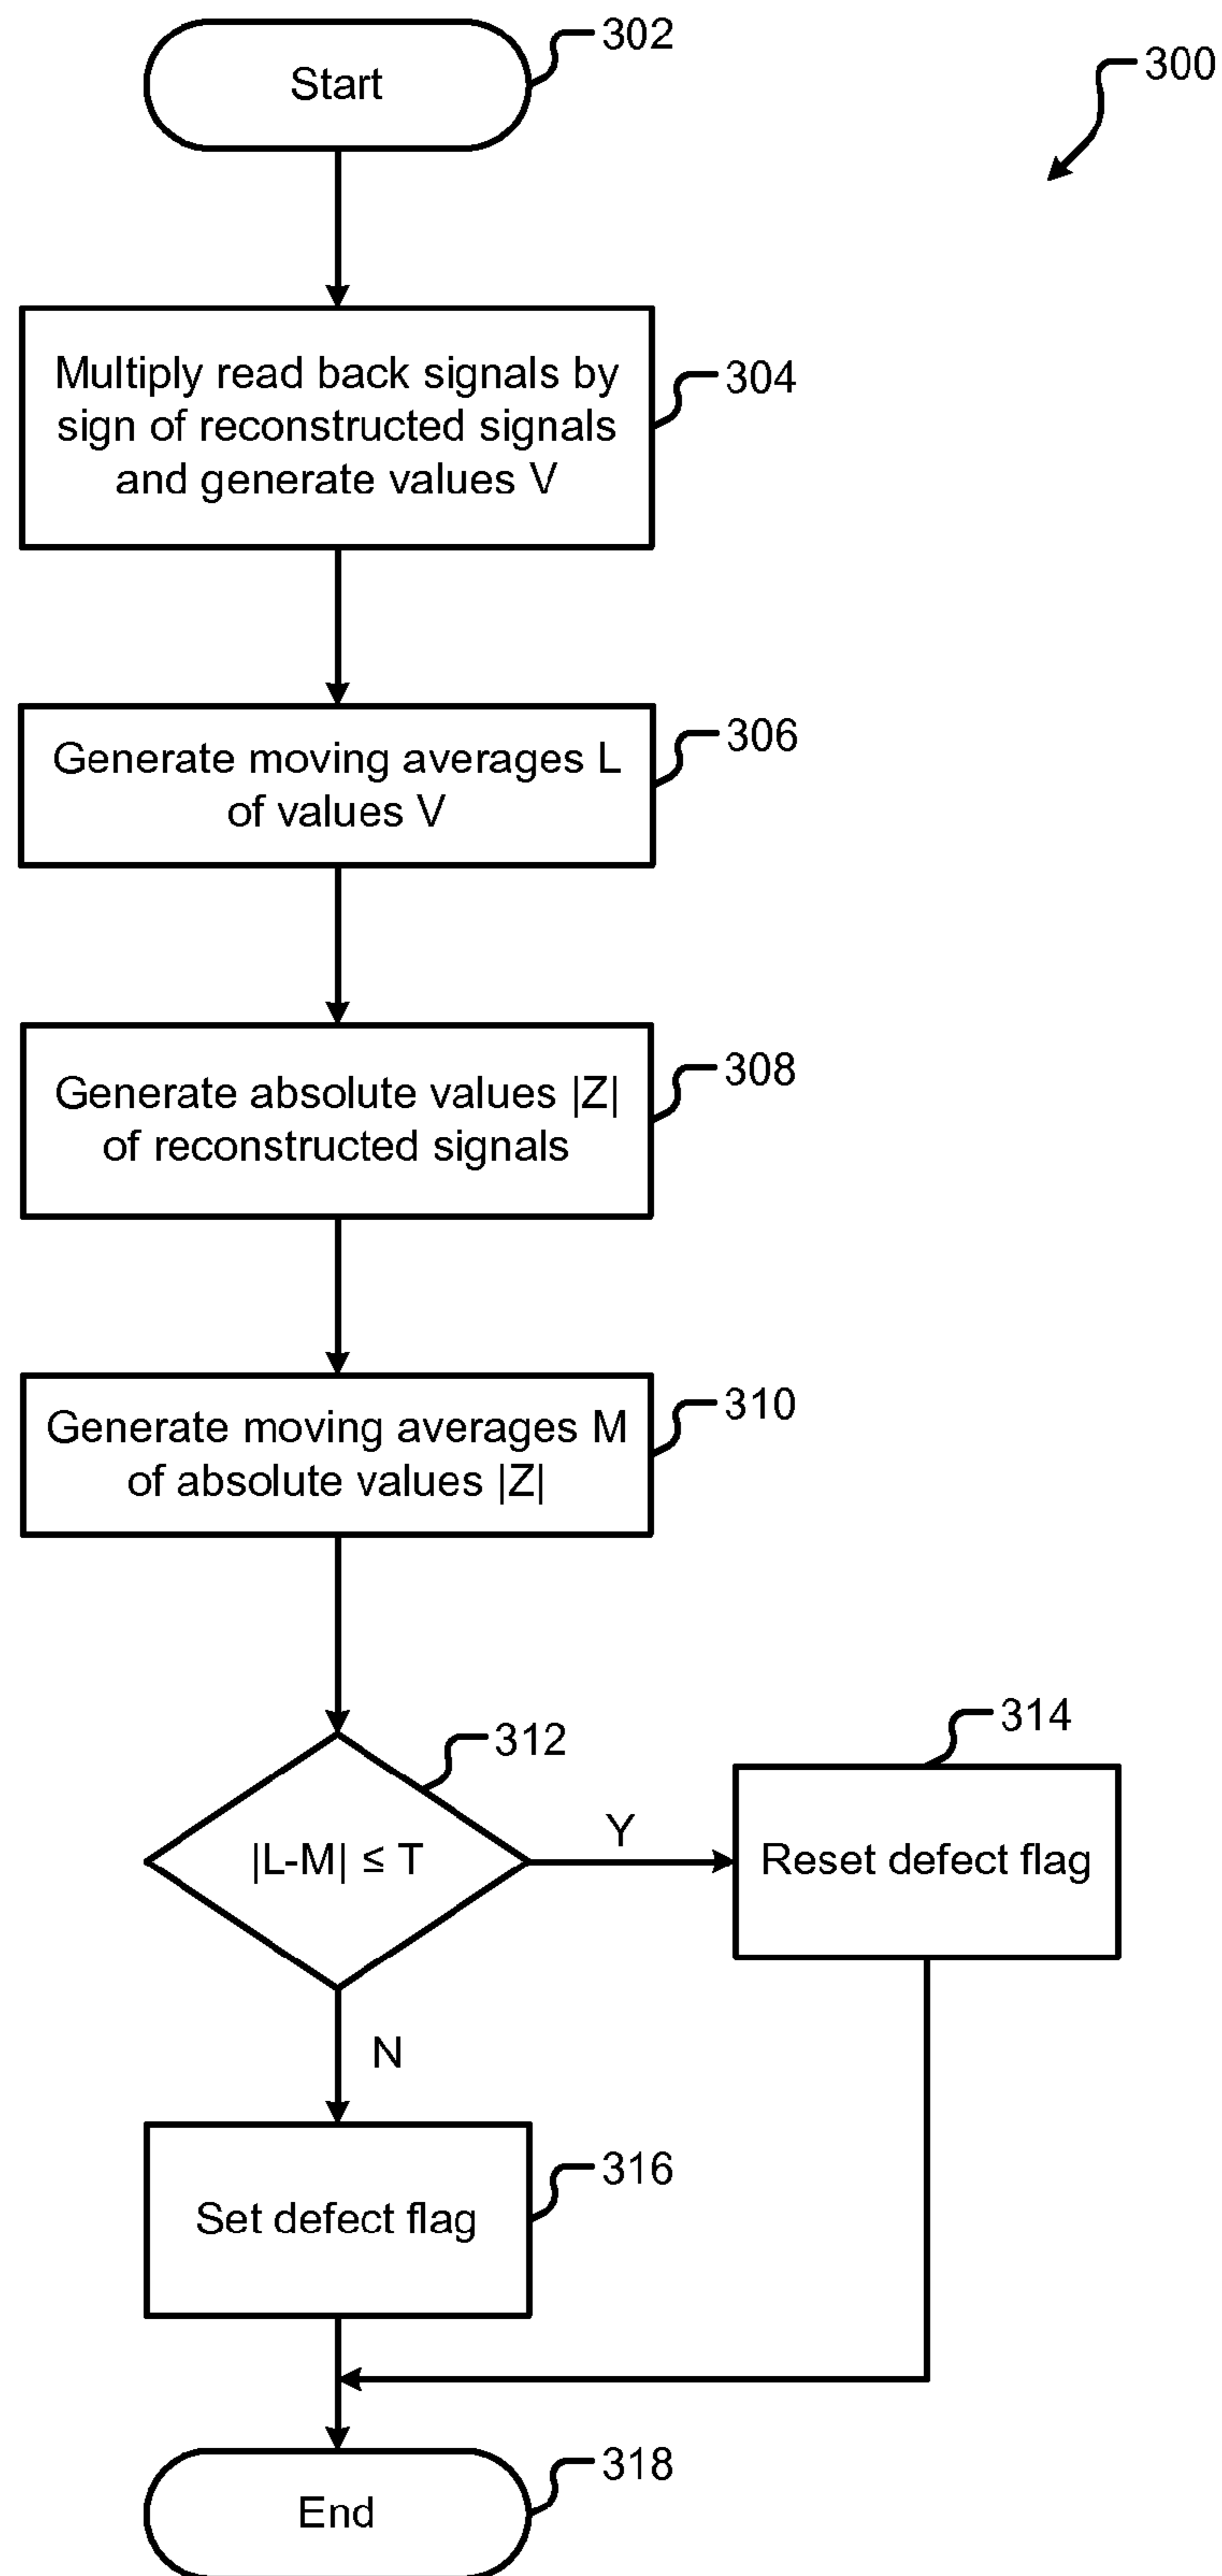 302
Start
300
Multiply read back signals by
sign of reconstructed signals
and generate values V
304
Generate moving averages L
of values V
306
Generate absolute values |Z|
of reconstructed signals
308
Generate moving averages M
of absolute values |Z|
310
312
|L-M| ≤ T
Y
314
Reset defect flag
N
Set defect flag
316
End
318